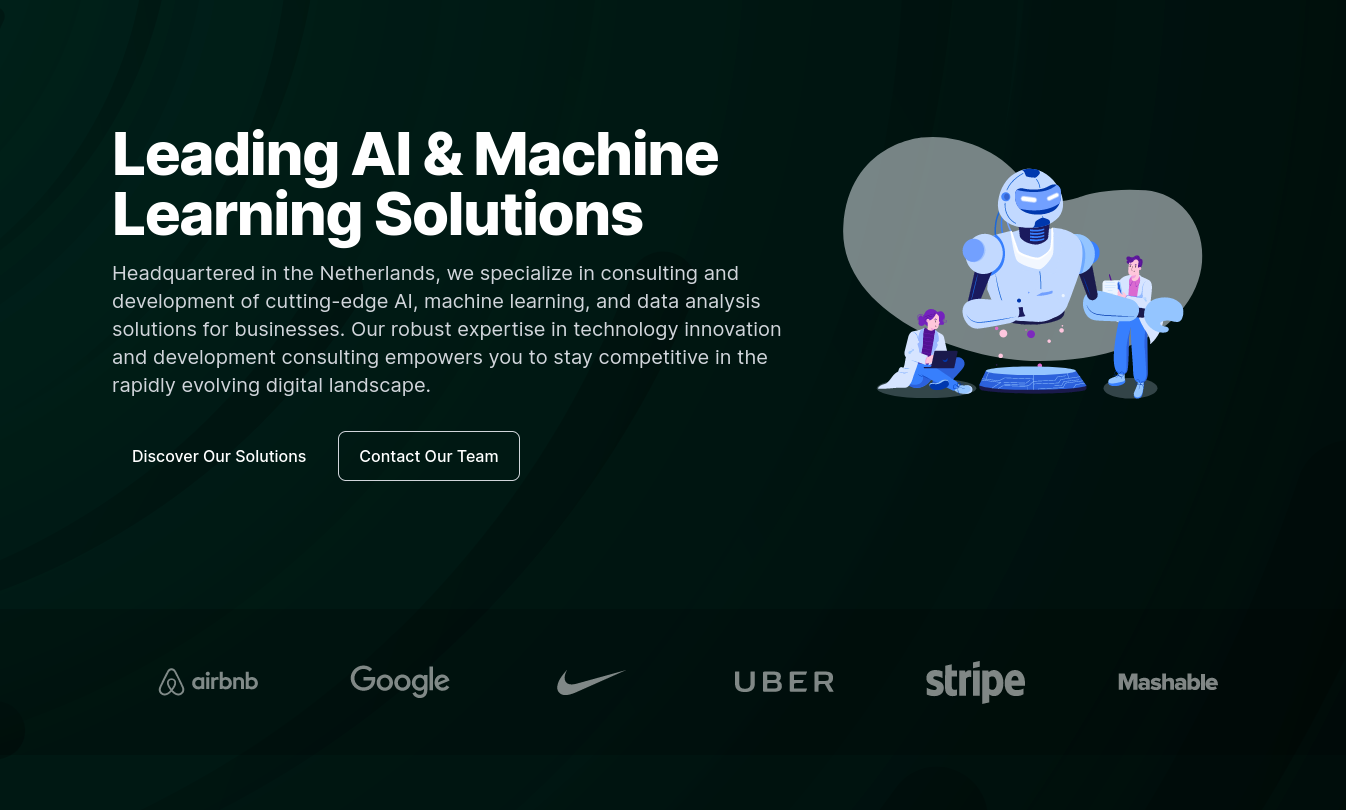 Leading AI & Machine
Learning Solutions
Headquartered in the Netherlands, we specialize in consulting and
development of cutting-edge AI, machine learning, and data analysis
solutions for businesses. Our robust expertise in technology innovation
and development consulting empowers you to stay competitive in the
rapidly evolving digital landscape.
Discover Our Solutions Contact Our Team
airbnb Google UBER stripe Mashable